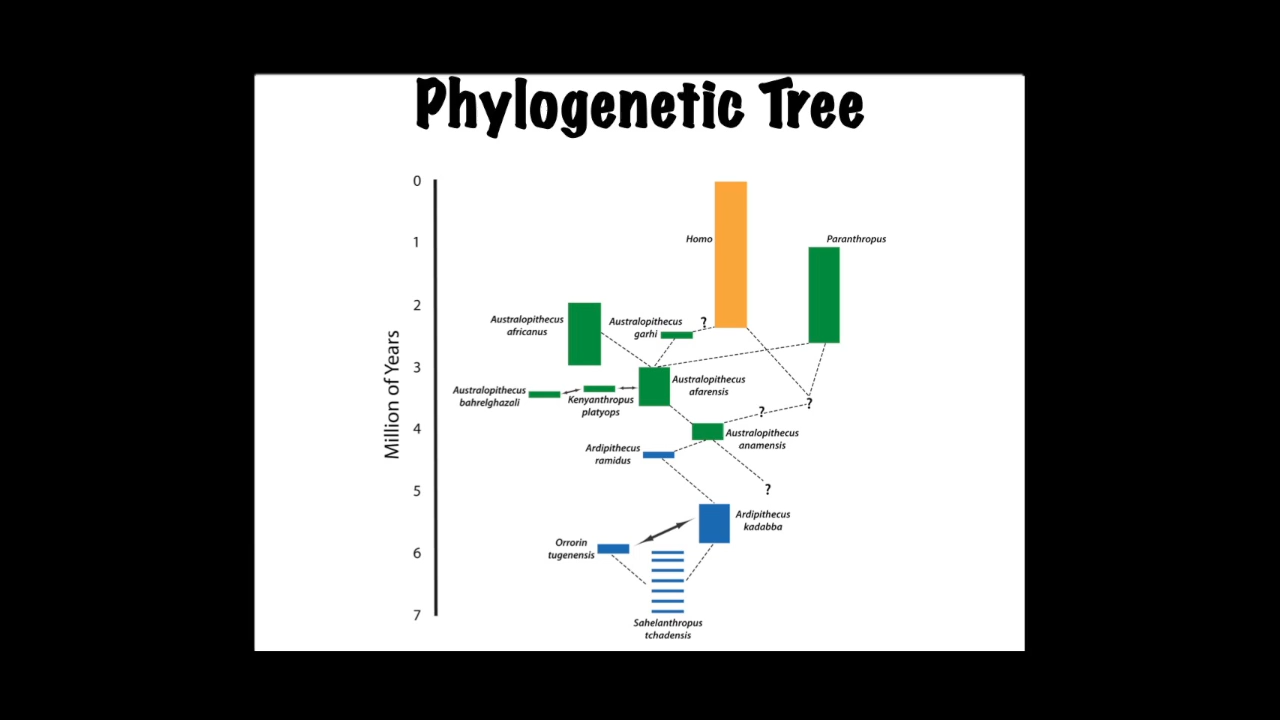 Phylogenetic Tree
Million of Years
0
1
2
3
4
5
6
7
Homo
Paranthropus
Australopithecus
africanus
Australopithecus
garhi
?
Australopithecus
bahrelghazali
Kenyanthropus
platyops
Australopithecus
afarensis
?
?
Australopithecus
anamensis
Ardipithecus
ramidus
?
Ardipithecus
kadabba
Orrorin
tugenensis
Sahelanthropus
tchadensis